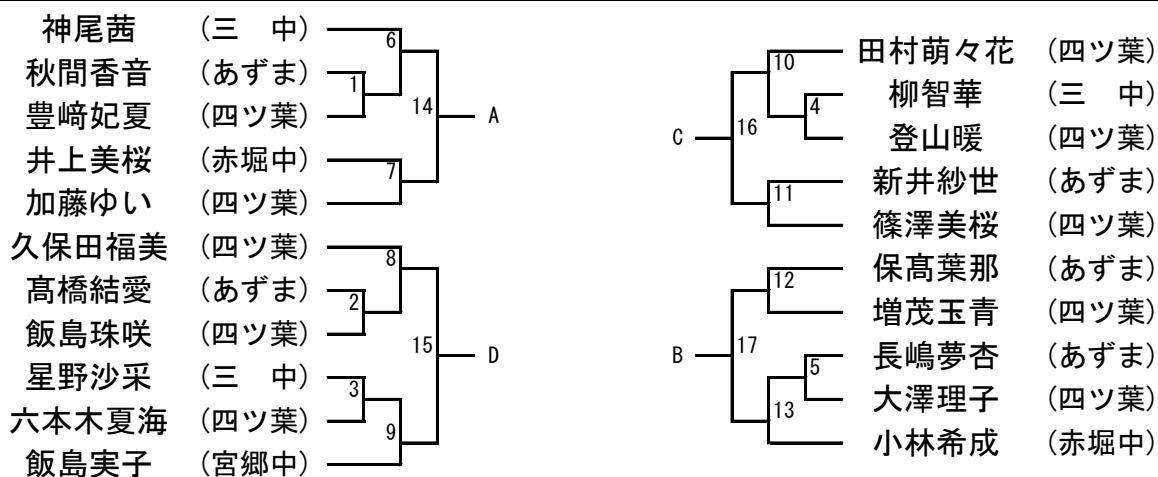 神尾茜 (三 中)
秋間香音 (あずま)
豊﨑妃夏 (四ツ葉)
井上美桜 (赤堀中)
加藤ゆい (四ツ葉)
久保田福美 (四ツ葉)
髙橋結愛 (あずま)
飯島珠咲 (四ツ葉)
星野沙采 (三 中)
六本木夏海 (四ツ葉)
飯島実子 (宮郷中)
6
1
14
A
7
8
2
15
D
3
9
田村萌々花 (四ツ葉)
柳智華 (三 中)
登山暖 (四ツ葉)
新井紗世 (あずま)
篠澤美桜 (四ツ葉)
保髙葉那 (あずま)
増茂玉青 (四ツ葉)
長嶋夢杏 (あずま)
大澤理子 (四ツ葉)
小林希成 (赤堀中)
10
4
C
16
11
12
B
17
5
13